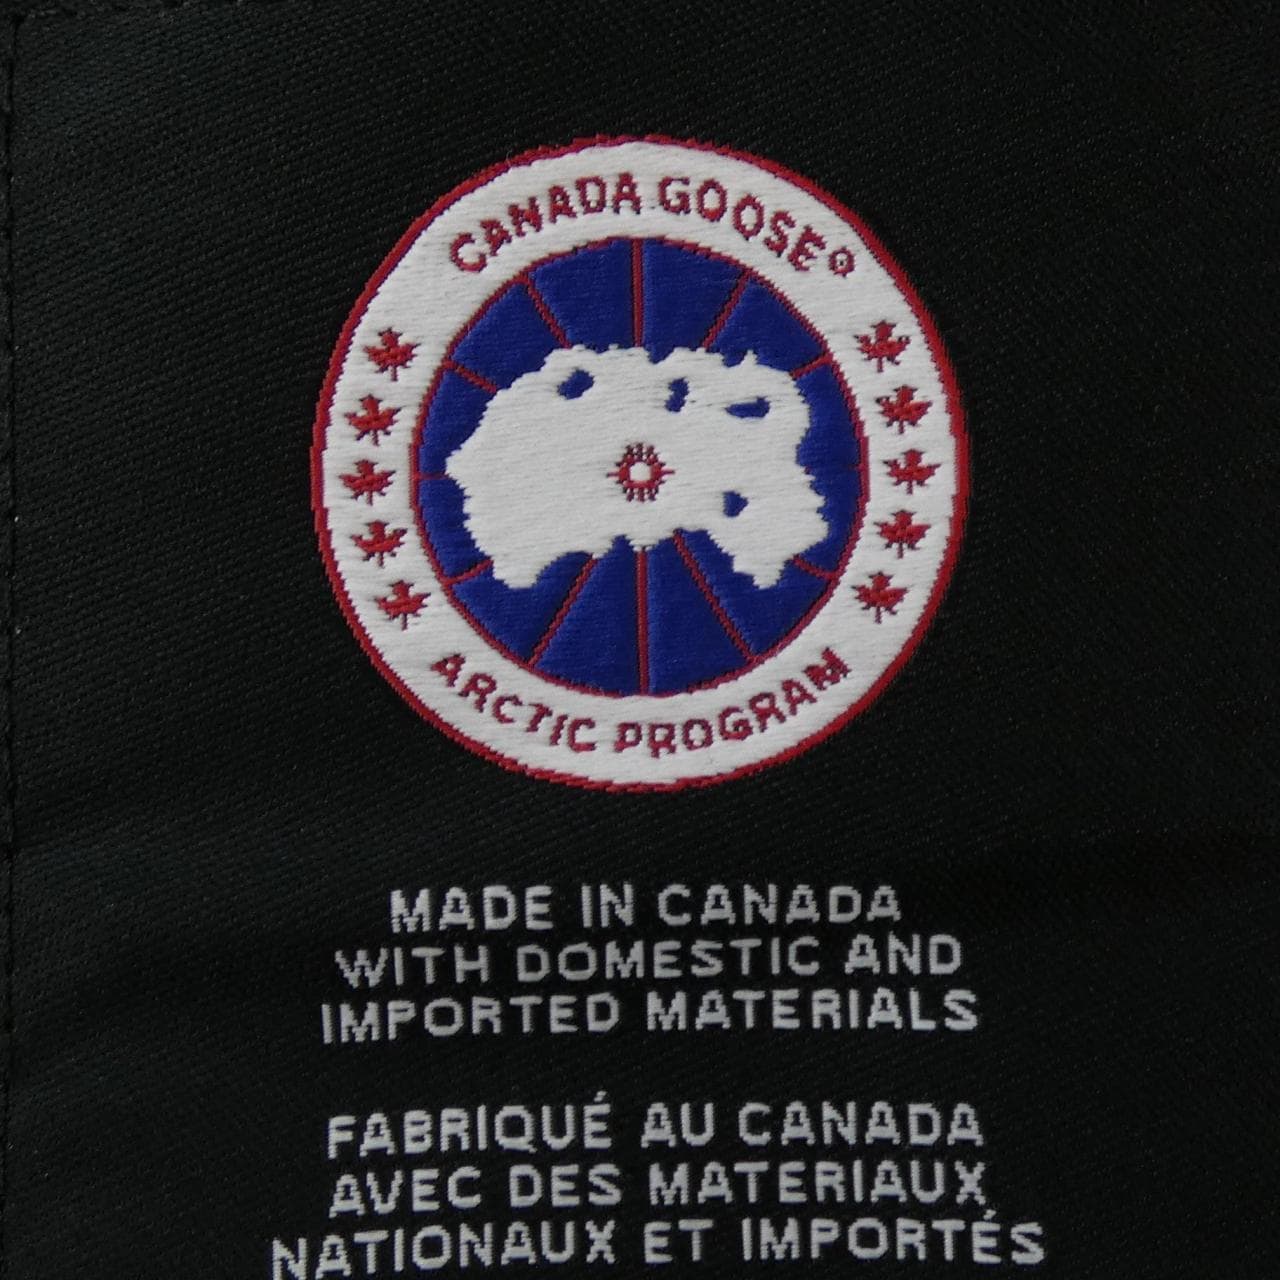 CANADA GOOSE®
ARCTIC PROGRAM
MADE IN CANADA
WITH DOMESTIC AND
IMPORTED MATERIALS
FABRIQUÉ AU CANADA
AVEC DES MATERIAUX
NATIONAUX ET IMPORTÉS